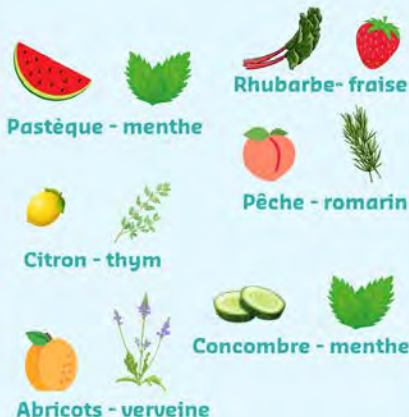 Rhubarbe- fraise
Pastèque - menthe
Pêche - romarin
Citron - thym
Concombre - menthe
Abricots - verveine